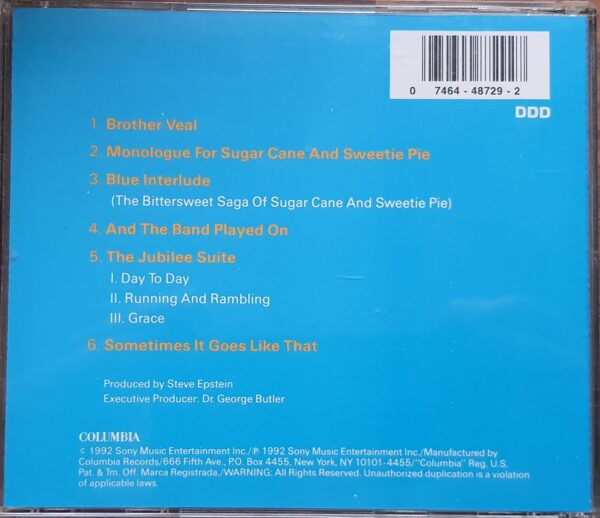 0 7464 - 48729 - 2
DDD
1. Brother Veal
2. Monologue For Sugar Cane And Sweetie Pie
3. Blue Interlude
(The Bittersweet Saga Of Sugar Cane And Sweetie Pie)
4. And The Band Played On
5. The Jubilee Suite
I. Day To Day
II. Running And Rambling
III. Grace
6. Sometimes It Goes Like That
Produced by Steve Epstein
Executive Producer: Dr. George Butler
COLUMBIA
© 1992 Sony Music Entertainment Inc./℗ 1992 Sony Music Entertainment Inc./Manufactured by
Columbia Records/666 Fifth Ave., P.O. Box 4455, New York, NY 10101-4455/"Columbia" Reg. U.S.
Pat. & Tm. Off. Marca Registrada./WARNING: All Rights Reserved. Unauthorized duplication is a violation
of applicable laws.